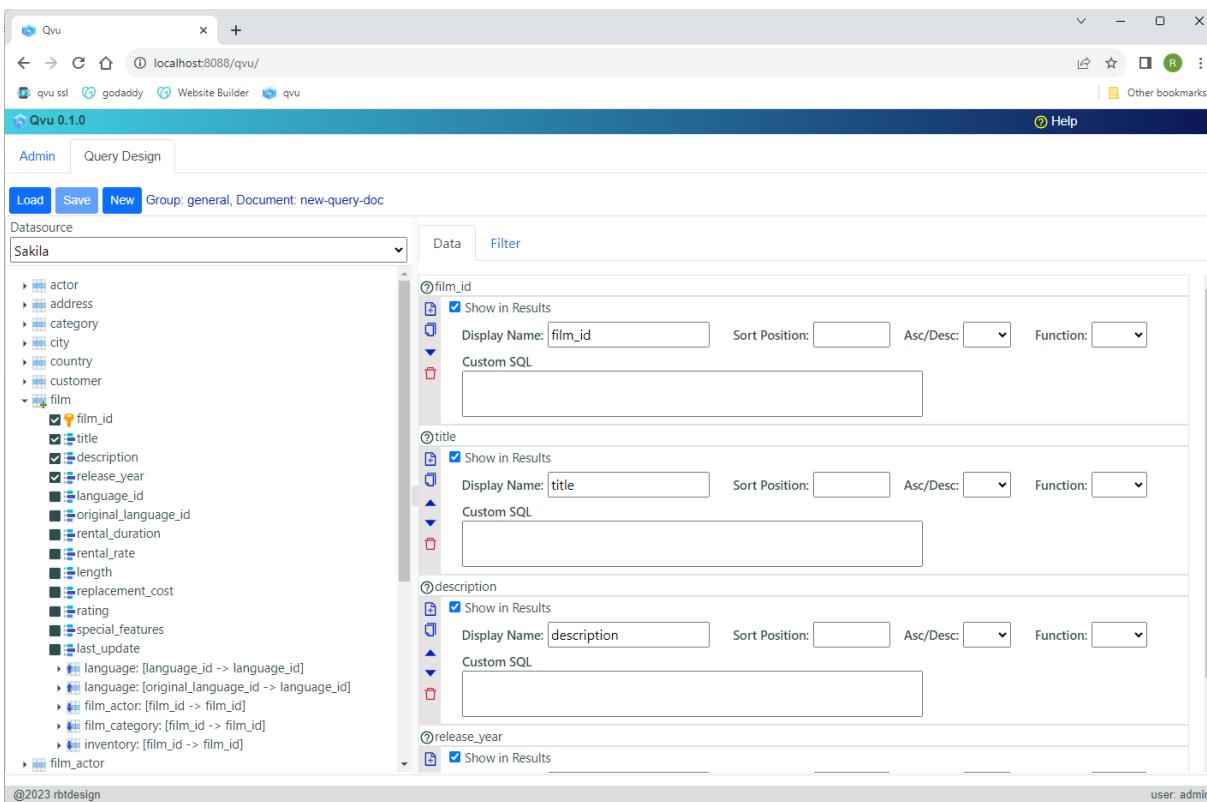 Qvu
localhost:8088/qvu/
R
qvu ssl godaddy Website Builder qvu Other bookmarks
Qvu 0.1.0 Help
Admin Query Design
Load Save New Group: general, Document: new-query-doc
Datasource
Sakila
actor
address
category
city
country
customer
film
film_id
title
description
release_year
language_id
original_language_id
rental_duration
rental_rate
length
replacement_cost
rating
special_features
last_update
language: [language_id -> language_id]
language: [original_language_id -> language_id]
film_actor: [film_id -> film_id]
film_category: [film_id -> film_id]
inventory: [film_id -> film_id]
film_actor
Data Filter
film_id
Show in Results
Display Name: film_id Sort Position: Asc/Desc: Function:
Custom SQL
title
Show in Results
Display Name: title Sort Position: Asc/Desc: Function:
Custom SQL
description
Show in Results
Display Name: description Sort Position: Asc/Desc: Function:
Custom SQL
release_year
Show in Results
@2023 rbtdesign user: admin